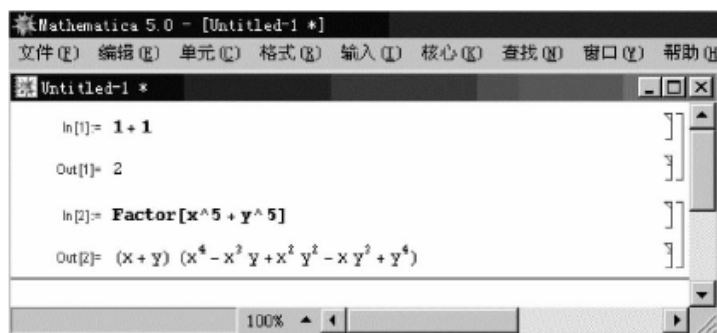 Mathematica 5.0 - [Untitled-1 *]
文件(F) 编辑(E) 单元(C) 格式(R) 输入(I) 核心(K) 查找(N) 窗口(Y) 帮助(H
Untitled-1 *
In[1]:= 1 + 1
Out[1]= 2
In[2]:= Factor[x^5 + y^5]
Out[2]= (x + y) (x⁴ - x³ y + x² y² - x y³ + y⁴)
100%